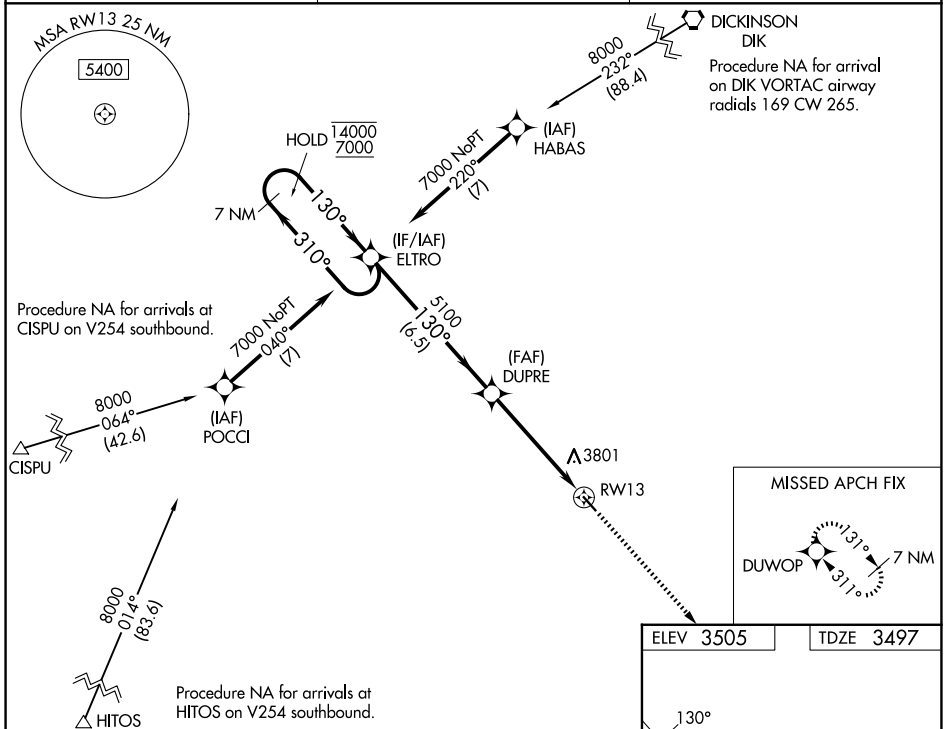 MSA RW13 25 NM
5400
DICKINSON
DIK
Procedure NA for arrival
on DIK VORTAC airway
radials 169 CW 265.
8000
232°
(88.4)
(IAF)
HABAS
HOLD 14000
7000
7000 NoPT
220°
(7)
7 NM
130°
310°
(IF/IAF)
ELTRO
Procedure NA for arrivals at
CISPU on V254 southbound.
7000 NoPT
040°
(7)
5100
130°
(6.5)
(FAF)
DUPRE
8000
064°
(42.6)
(IAF)
POCCI
CISPU
3801
RW13
MISSED APCH FIX
131°
7 NM
DUWOP
311°
8000
014°
(83.6)
ELEV 3505
TDZE 3497
Procedure NA for arrivals at
HITOS on V254 southbound.
HITOS
130°